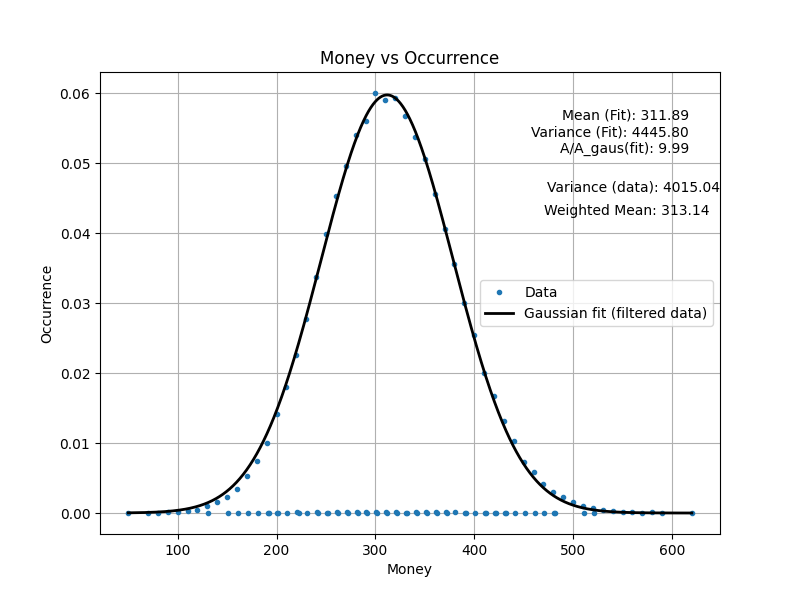 Money vs Occurrence
Mean (Fit): 311.89
Variance (Fit): 4445.80
A/A_gaus(fit): 9.99
Variance (data): 4015.04
Weighted Mean: 313.14
Data
Gaussian fit (filtered data)
Occurrence
0.06
0.05
0.04
0.03
0.02
0.01
0.00
100 200 300 400 500 600
Money